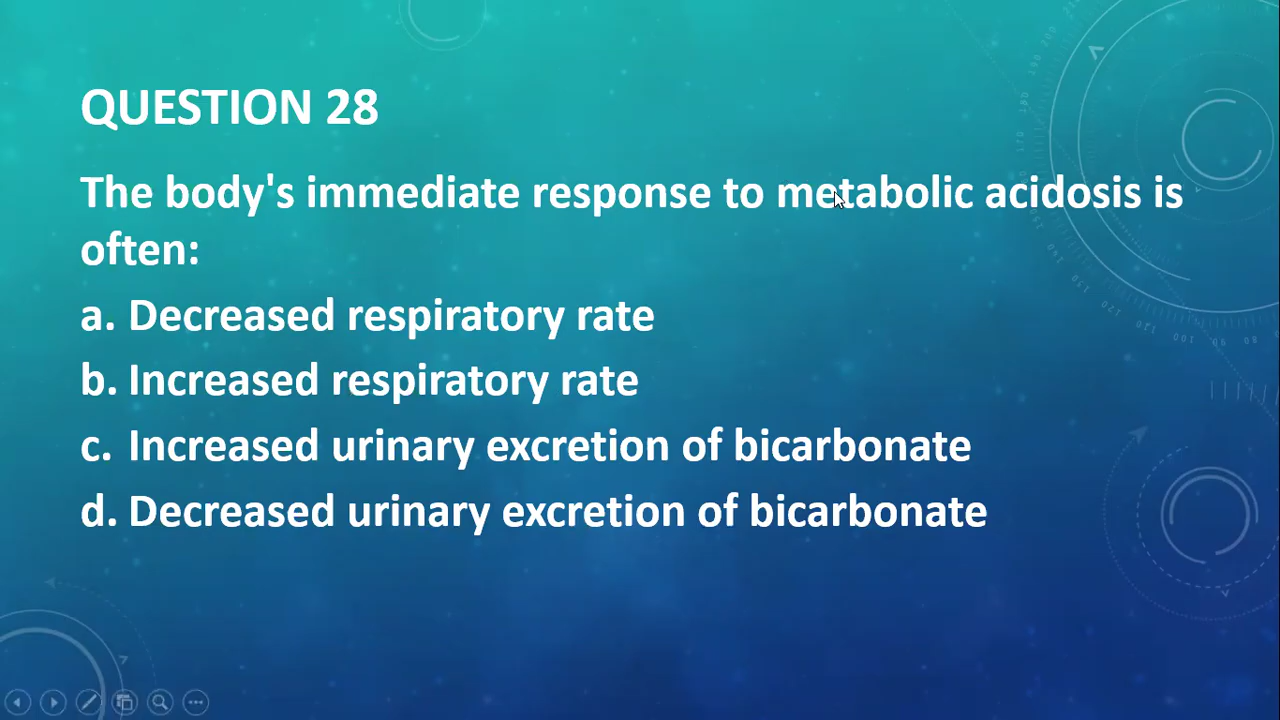 QUESTION 28
The body's immediate response to metabolic acidosis is
often:
a. Decreased respiratory rate
b. Increased respiratory rate
c. Increased urinary excretion of bicarbonate
d. Decreased urinary excretion of bicarbonate